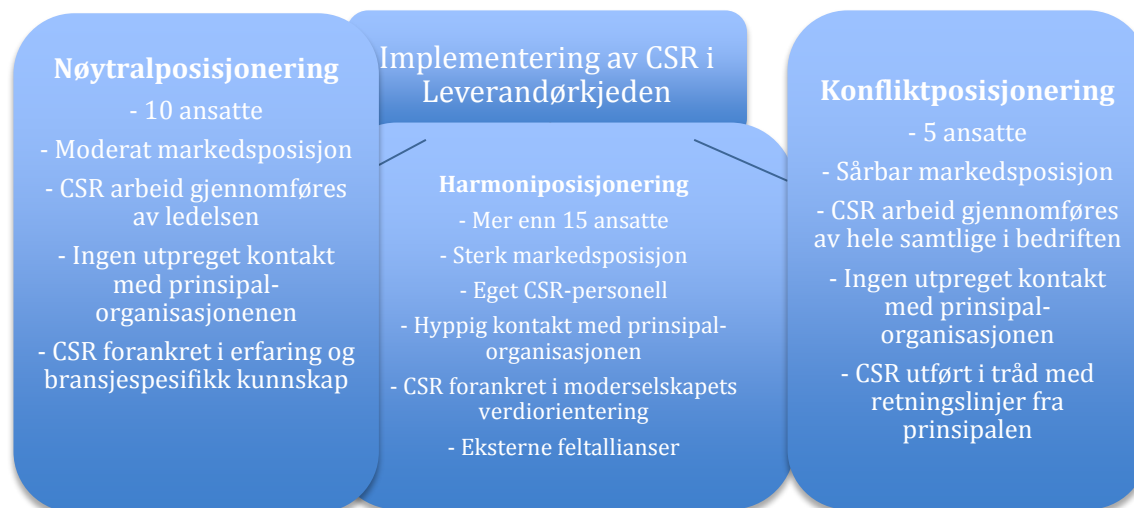 Implementering av CSR i
Leverandørkjeden
Nøytralposisjonering
- 10 ansatte
- Moderat markedsposisjon
- CSR arbeid gjennomføres
av ledelsen
- Ingen utpreget kontakt
med prinsipal-
organisasjonenen
- CSR forankret i erfaring og
bransjespesifikk kunnskap
Harmoniposisjonering
- Mer enn 15 ansatte
- Sterk markedsposisjon
- Eget CSR-personell
- Hyppig kontakt med prinsipal-
organisasjonen
- CSR forankret i moderselskapets
verdiorientering
- Eksterne feltallianser
Konfliktposisjonering
- 5 ansatte
- Sårbar markedsposisjon
- CSR arbeid gjennomføres
av hele samtlige i bedriften
- Ingen utpreget kontakt
med prinsipal-
organisasjonen
- CSR utført i tråd med
retningslinjer fra
prinsipalen